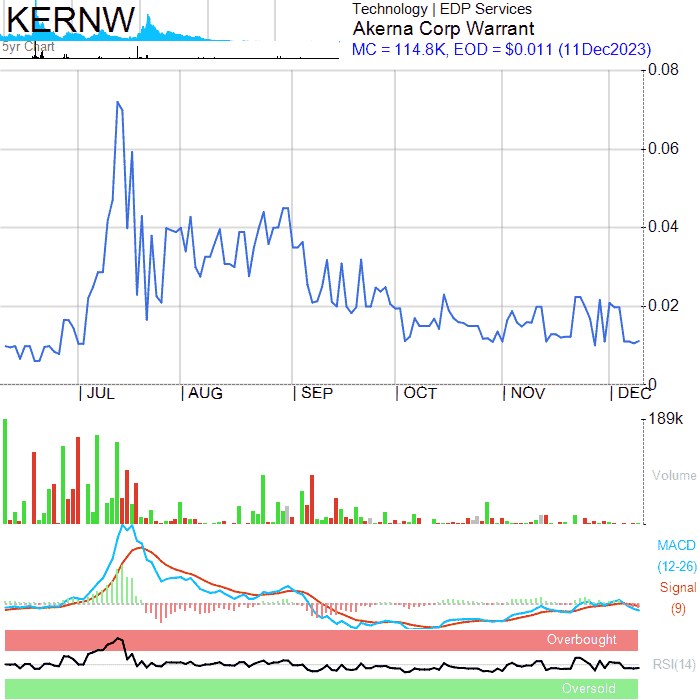 KERNW
5yr Chart
Technology | EDP Services
Akerna Corp Warrant
MC = 114.8K, EOD = $0.011 (11Dec2023)
0.08
0.06
0.04
0.02
0
JUL AUG SEP OCT NOV DEC
189k
Volume
MACD
(12-26)
Signal
(9)
Overbought
RSI(14)
Oversold